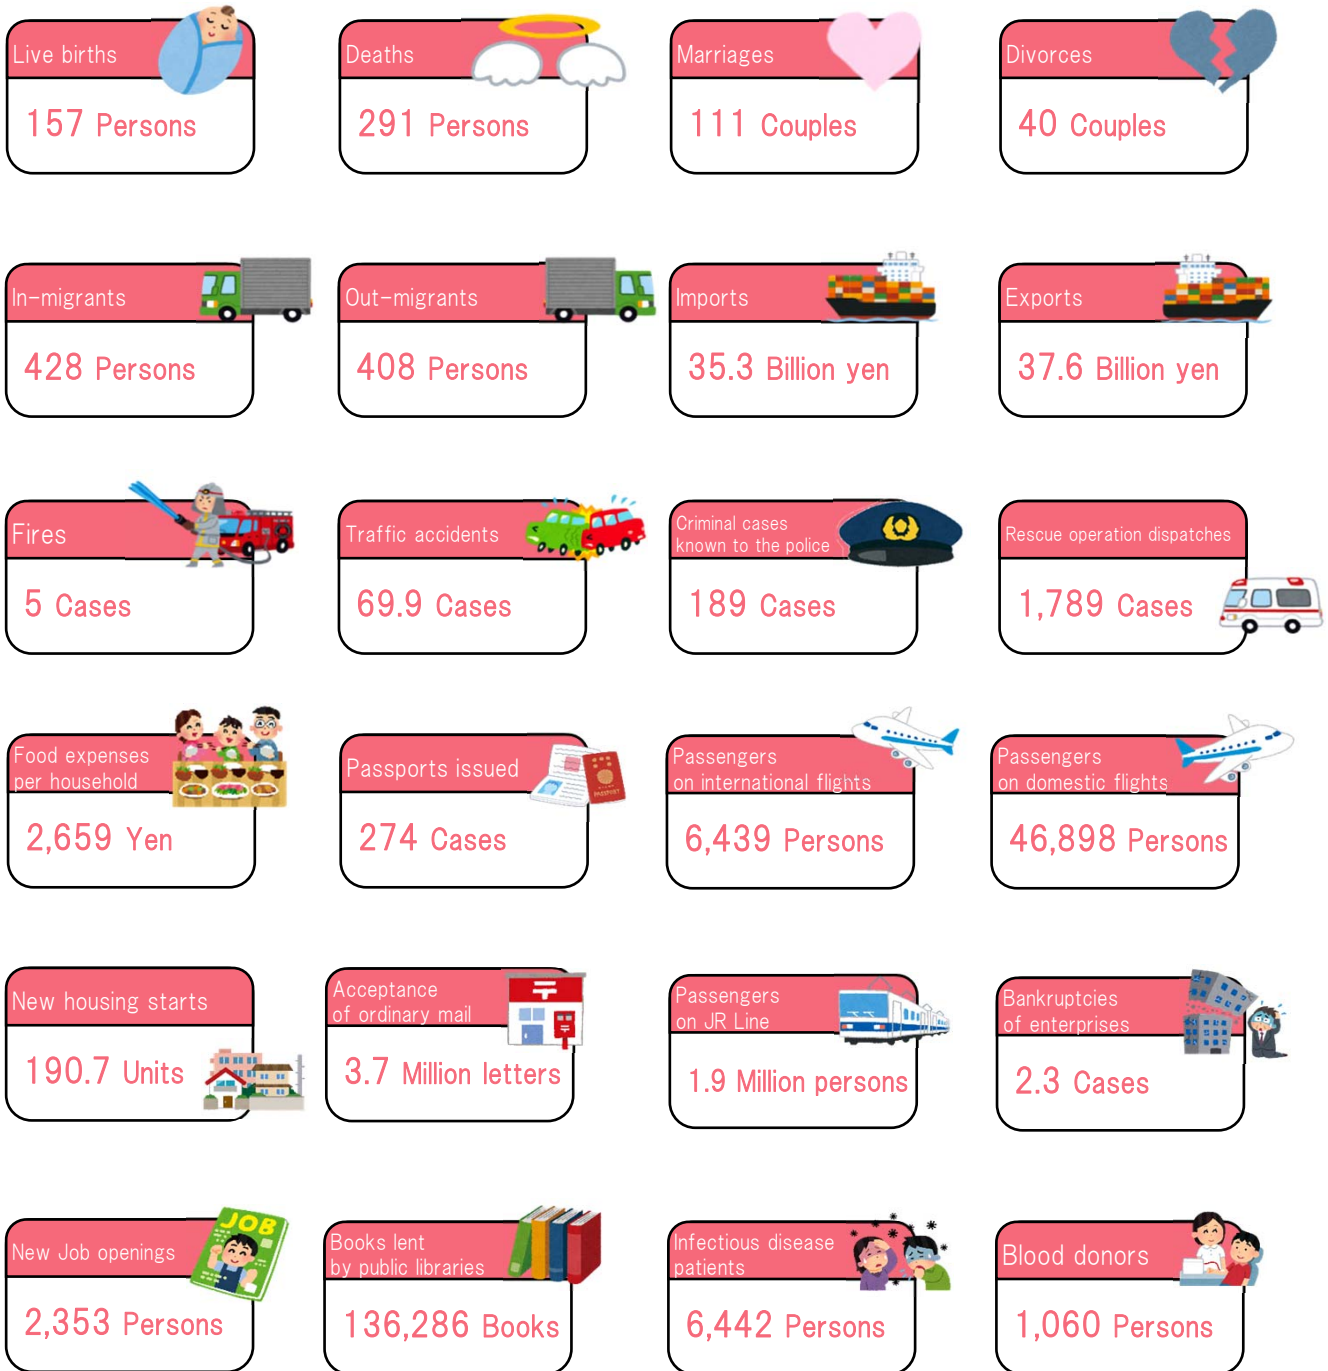 Live births
157 Persons
Deaths
291 Persons
Marriages
111 Couples
Divorces
40 Couples
In-migrants
428 Persons
Out-migrants
408 Persons
Imports
35.3 Billion yen
Exports
37.6 Billion yen
Fires
5 Cases
Traffic accidents
69.9 Cases
Criminal cases
known to the police
189 Cases
Rescue operation dispatches
1,789 Cases
Food expenses
per household
2,659 Yen
Passports issued
PASSPORT
274 Cases
Passengers
on international flights
6,439 Persons
Passengers
on domestic flights
46,898 Persons
New housing starts
190.7 Units
Acceptance
of ordinary mail
3.7 Million letters
Passengers
on JR Line
1.9 Million persons
Bankruptcies
of enterprises
2.3 Cases
New Job openings
JOB
2,353 Persons
Books lent
by public libraries
136,286 Books
Infectious disease
patients
6,442 Persons
Blood donors
1,060 Persons